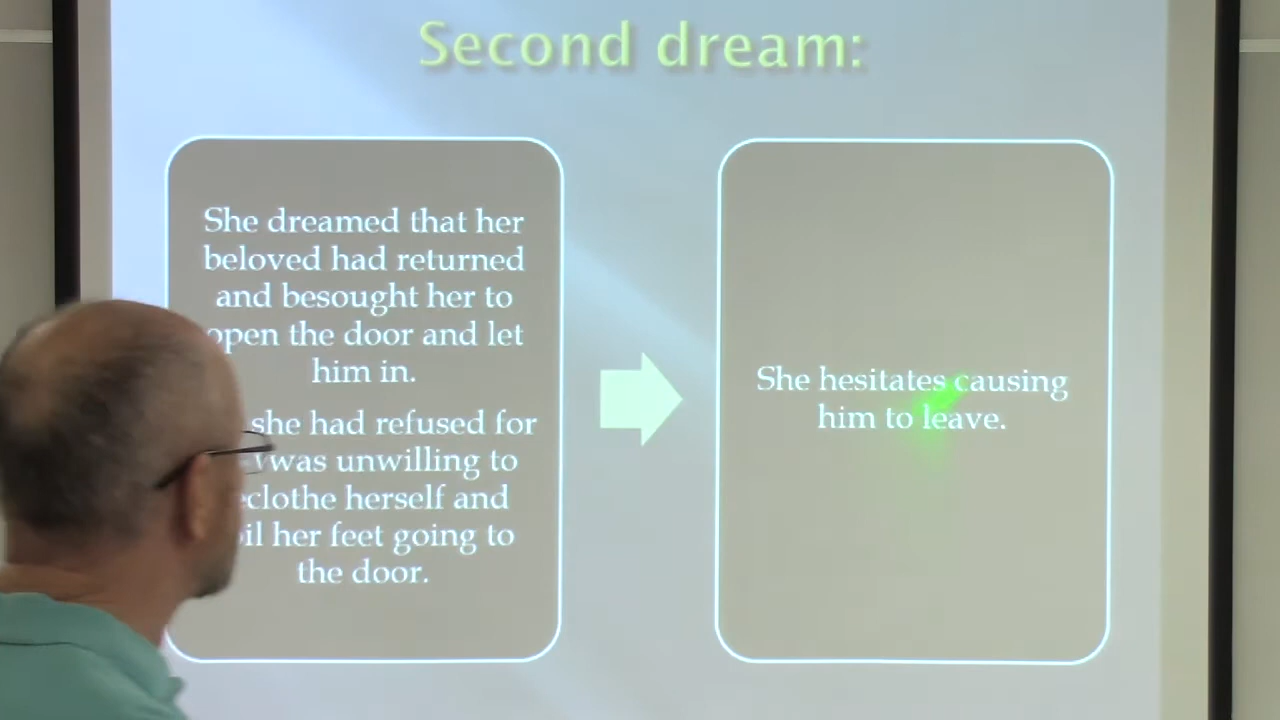 Second dream:
She dreamed that her
beloved had returned
and besought her to
open the door and let
him in.
she had refused for
was unwilling to
herself and
her feet going to
the door.
She hesitates causing
him to leave.